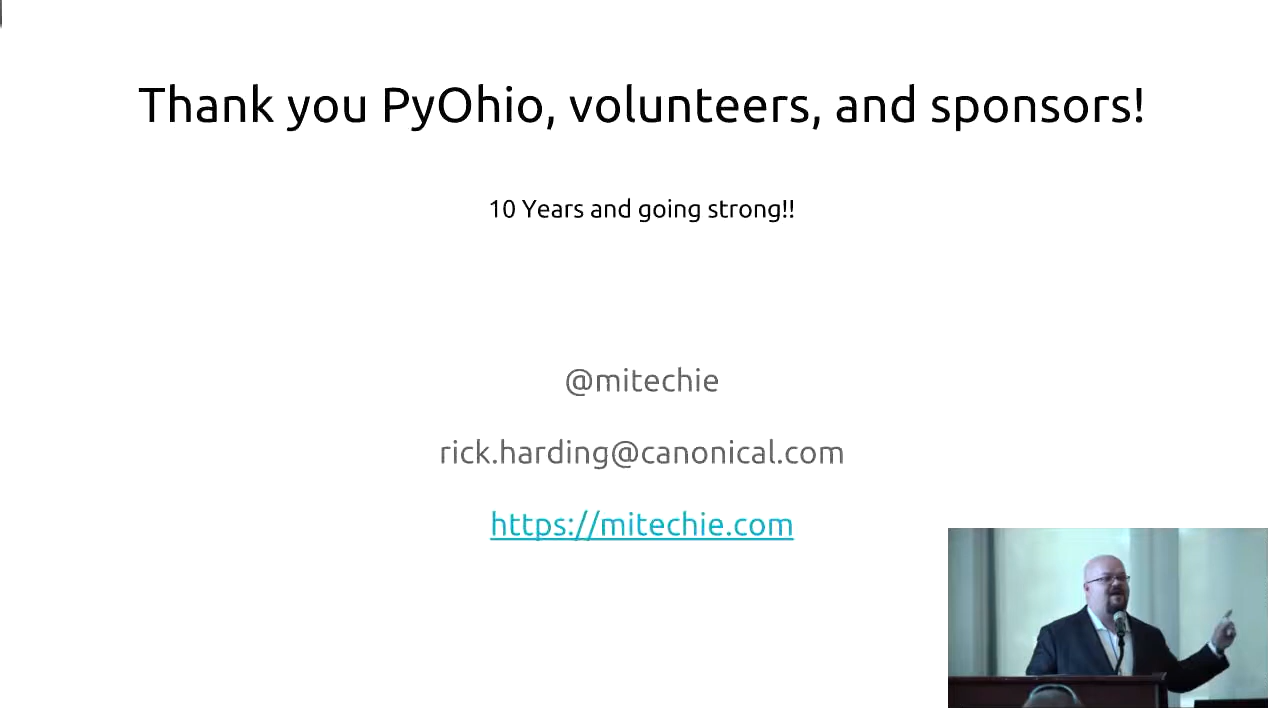 Thank you PyOhio, volunteers, and sponsors!
10 Years and going strong!!
@mitechie
rick.harding@canonical.com
https://mitechie.com